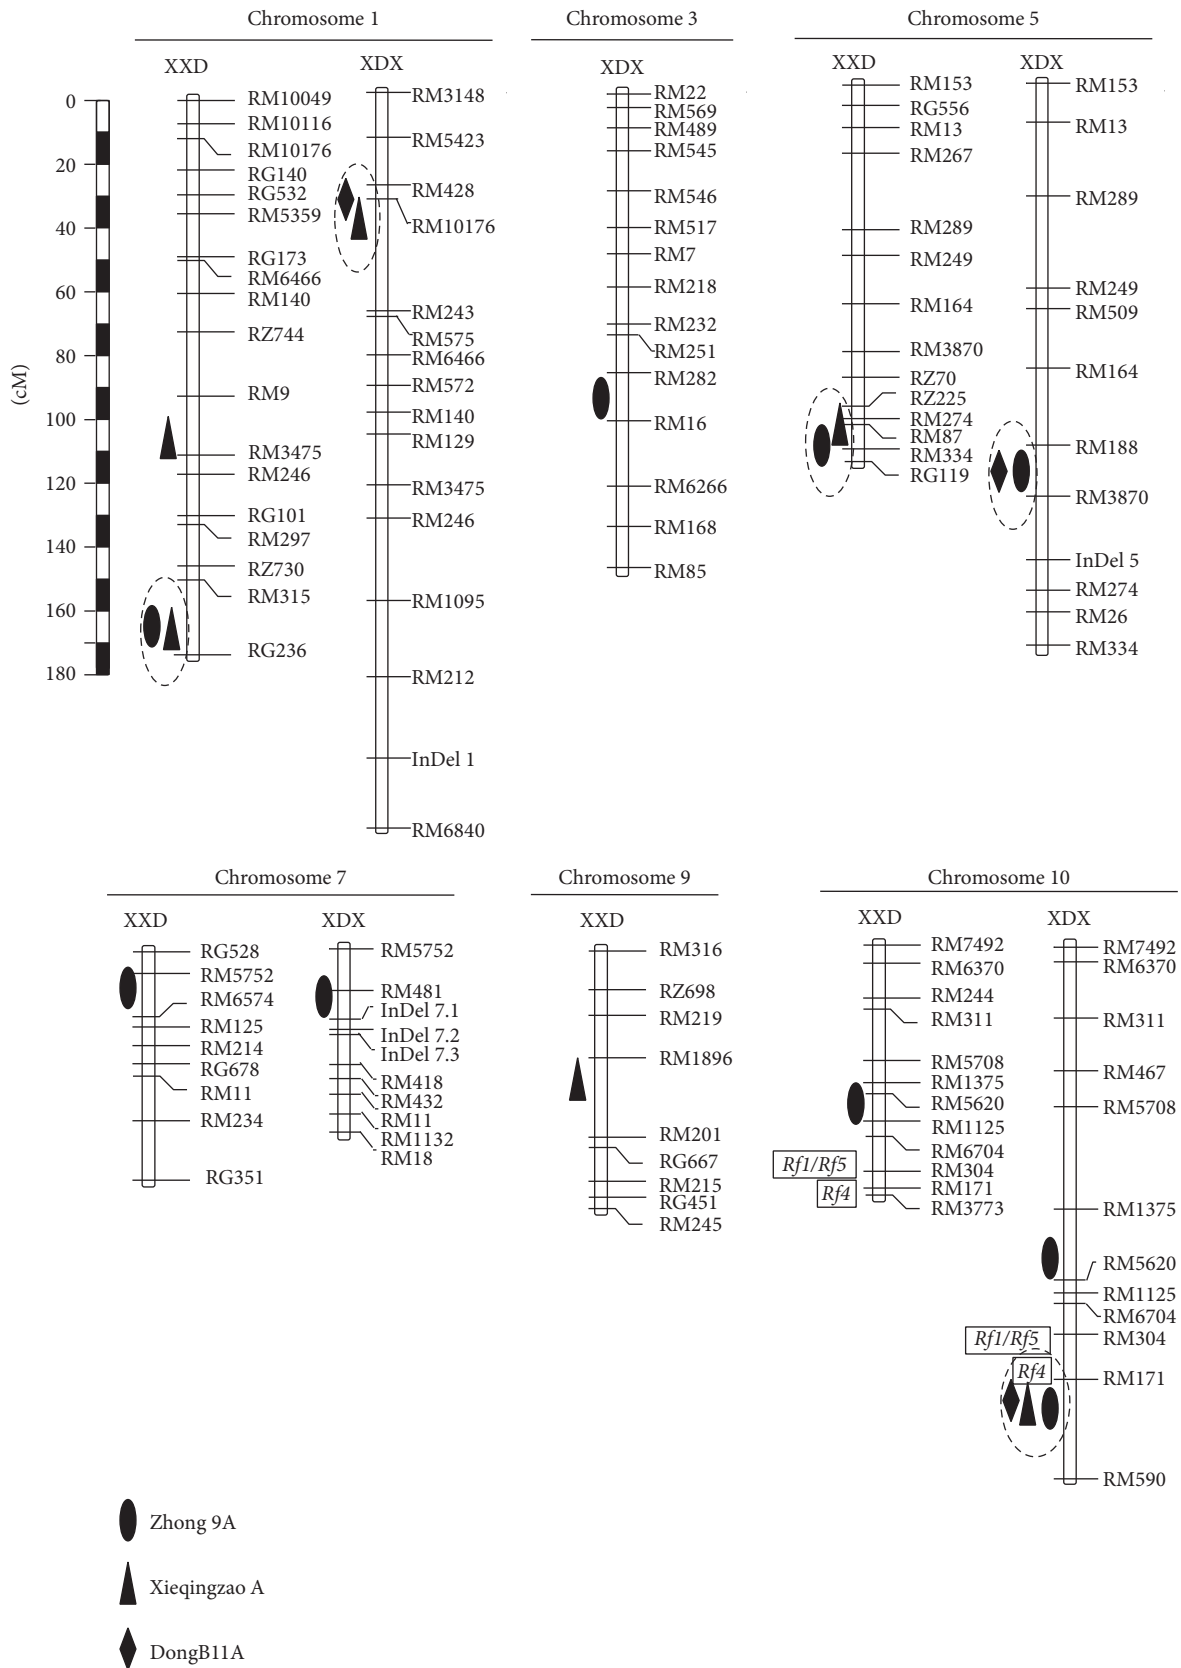 Chromosome 1
Chromosome 3
Chromosome 5
XXD
XDX
XDX
XXD
XDX
(cM)
0
20
40
60
80
100
120
140
160
180
RM10049
RM10116
RM10176
RG140
RG532
RM5359
RG173
RM6466
RM140
RZ744
RM9
RM3475
RM246
RG101
RM297
RZ730
RM315
RG236
RM3148
RM5423
RM428
RM10176
RM243
RM575
RM6466
RM572
RM140
RM129
RM3475
RM246
RM1095
RM212
InDel 1
RM6840
RM22
RM569
RM489
RM545
RM546
RM517
RM7
RM218
RM232
RM251
RM282
RM16
RM6266
RM168
RM85
RM153
RG556
RM13
RM267
RM289
RM249
RM164
RM3870
RZ70
RZ225
RM274
RM87
RM334
RG119
RM153
RM13
RM289
RM249
RM509
RM164
RM188
RM3870
InDel 5
RM274
RM26
RM334
Chromosome 7
Chromosome 9
Chromosome 10
XXD
XDX
XXD
XXD
XDX
RG528
RM5752
RM6574
RM125
RM214
RG678
RM11
RM234
RG351
RM5752
RM481
InDel 7.1
InDel 7.2
InDel 7.3
RM418
RM432
RM11
RM1132
RM18
RM316
RZ698
RM219
RM1896
RM201
RG667
RM215
RG451
RM245
RM7492
RM6370
RM244
RM311
RM5708
RM1375
RM5620
RM1125
RM6704
RM304
RM171
RM3773
Rf1/Rf5
Rf4
RM7492
RM6370
RM311
RM467
RM5708
RM1375
RM5620
RM1125
RM6704
RM304
RM171
RM590
Rf1/Rf5
Rf4
Zhong 9A
Xieqingzao A
DongB11A